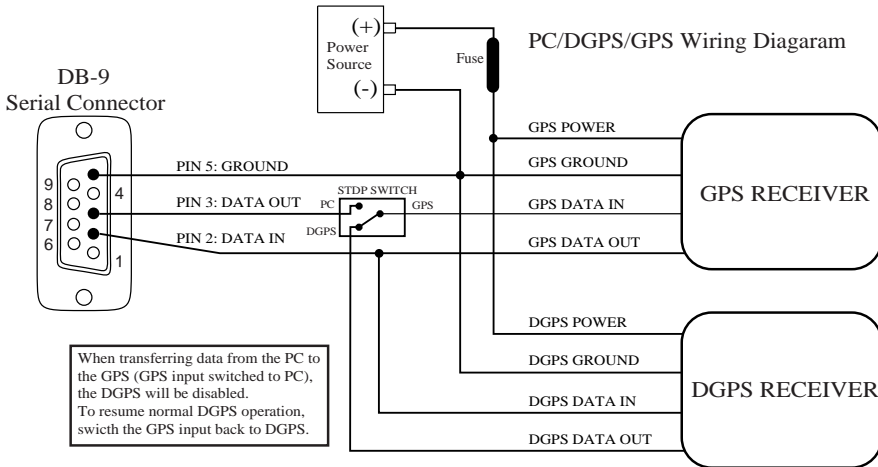 PC/DGPS/GPS Wiring Diagaram
(+)
Power
Source
(-)
Fuse
DB-9
Serial Connector
9
8
7
6
4
1
PIN 5: GROUND
PIN 3: DATA OUT
PIN 2: DATA IN
STDP SWITCH
PC
GPS
DGPS
GPS POWER
GPS GROUND
GPS DATA IN
GPS DATA OUT
GPS RECEIVER
DGPS POWER
DGPS GROUND
DGPS DATA IN
DGPS DATA OUT
DGPS RECEIVER
When transferring data from the PC to
the GPS (GPS input switched to PC),
the DGPS will be disabled.
To resume normal DGPS operation,
swicth the GPS input back to DGPS.